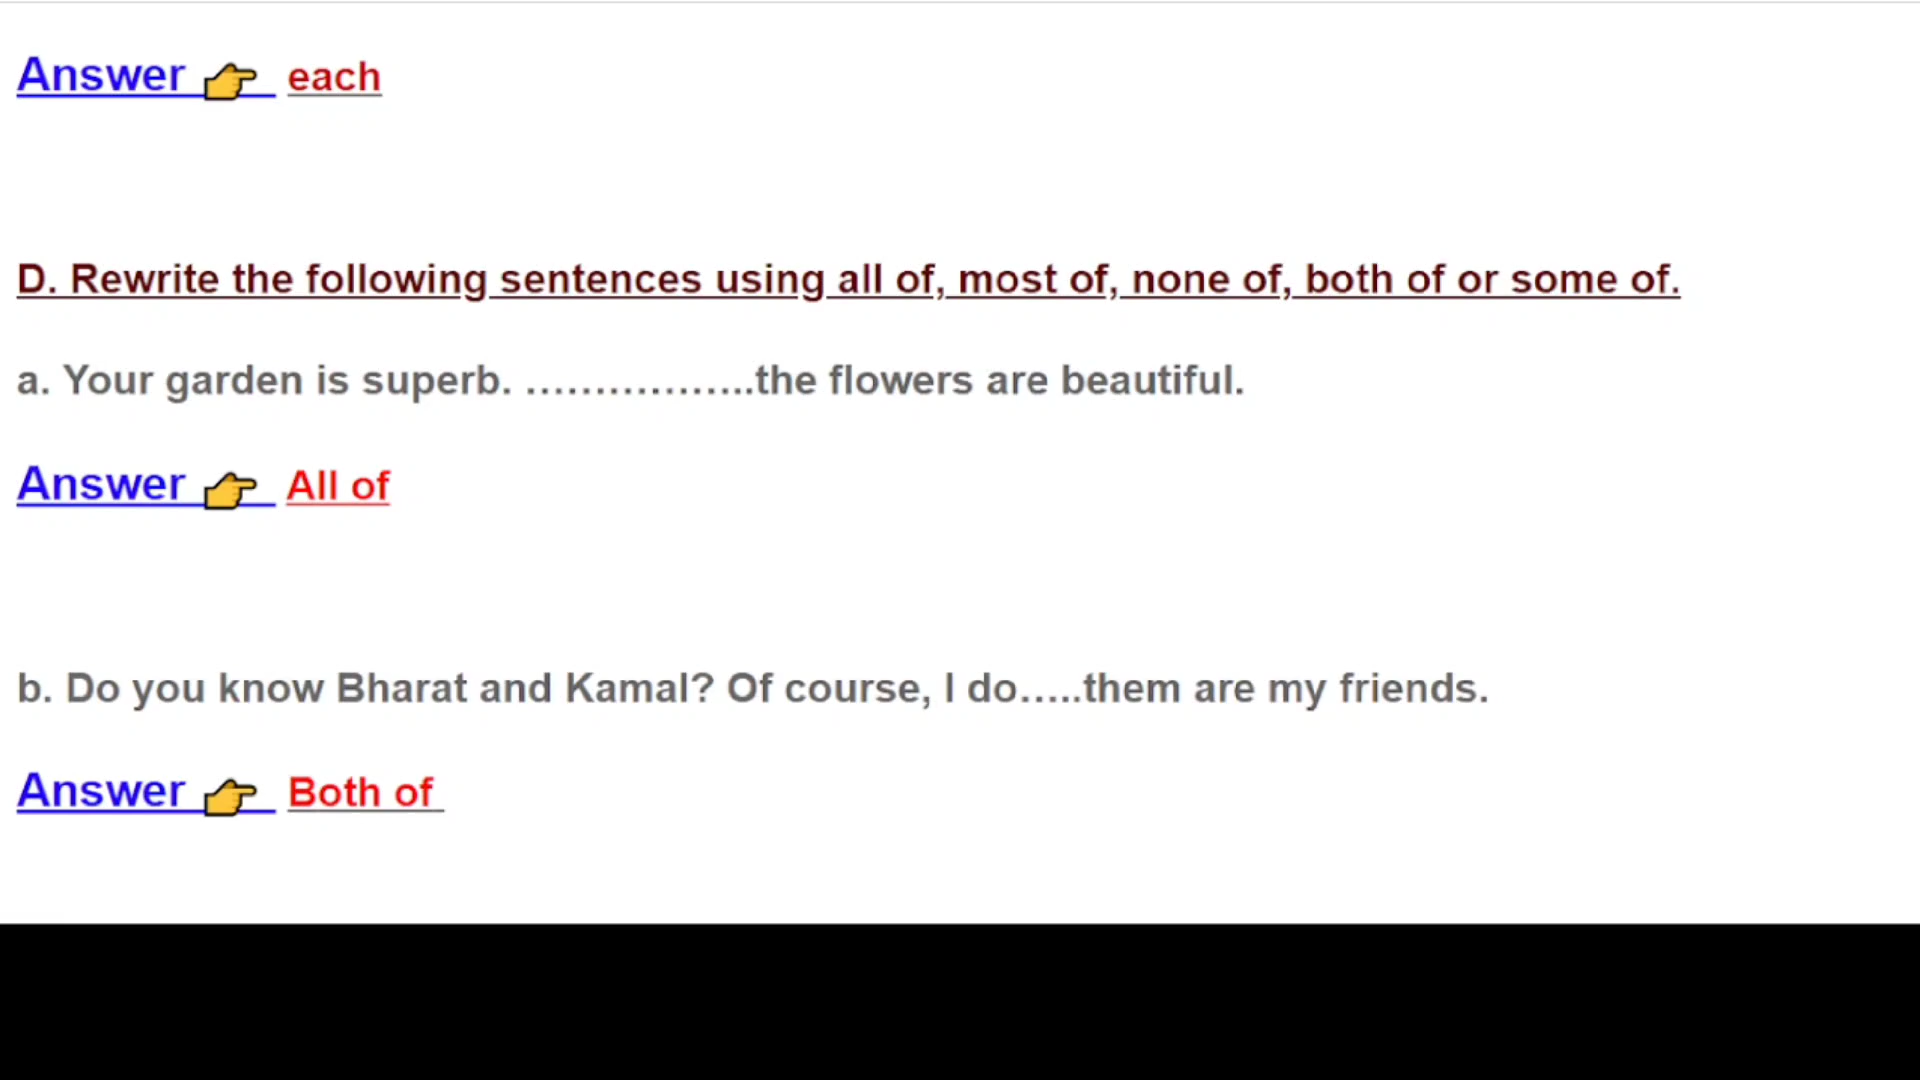 Answer 👉 each
D. Rewrite the following sentences using all of, most of, none of, both of or some of.
a. Your garden is superb. ……………..the flowers are beautiful.
Answer 👉 All of
b. Do you know Bharat and Kamal? Of course, I do…..them are my friends.
Answer 👉 Both of